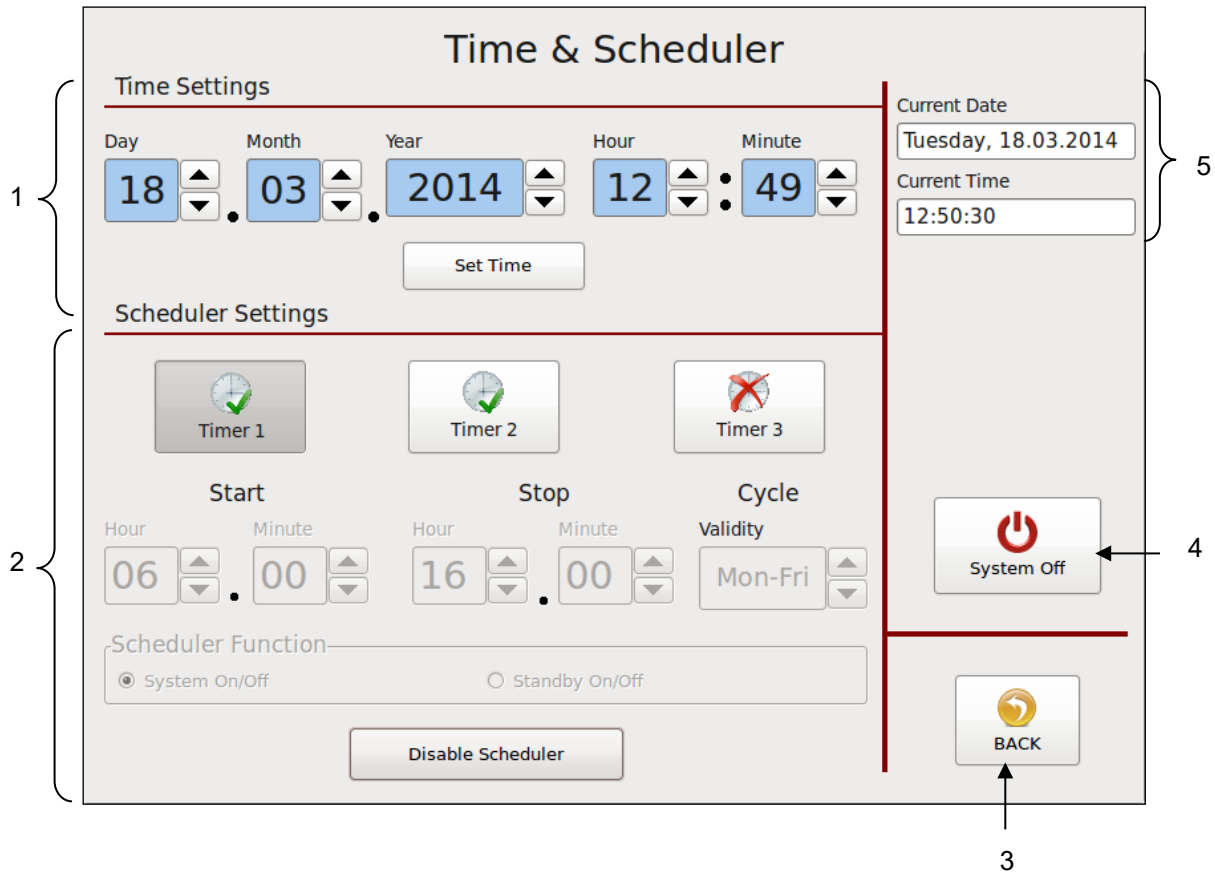 Time & Scheduler
Time Settings
Day Month Year Hour Minute
18 . 03 . 2014 12 : 49
Set Time
Current Date
Tuesday, 18.03.2014
Current Time
12:50:30
1
5
Scheduler Settings
Timer 1 Timer 2 Timer 3
Start Stop Cycle
Hour Minute Hour Minute Validity
06 . 00 16 . 00 Mon-Fri
Scheduler Function
System On/Off Standby On/Off
Disable Scheduler
2
System Off
4
BACK
3